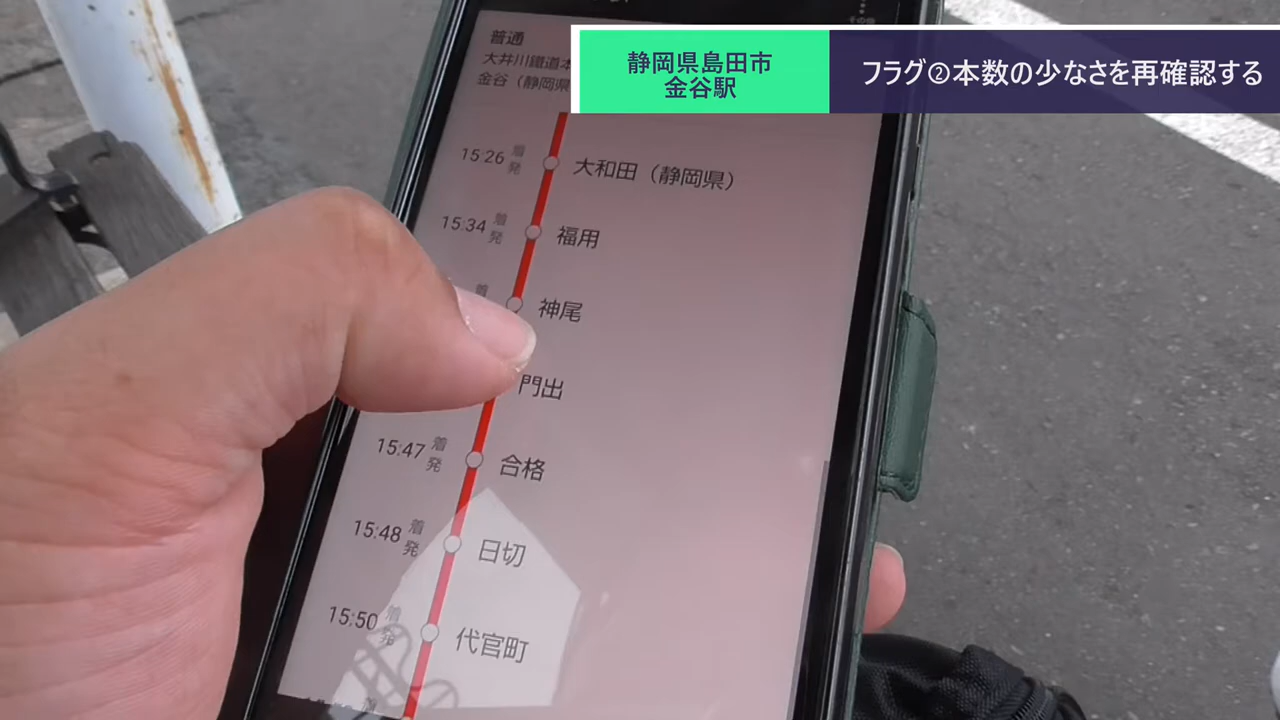 静岡県島田市
金谷駅
フラグ②本数の少なさを再確認する
普通
大井川鐵道本
金谷（静岡県
15:26 着発 大和田（静岡県）
15:34 着発 福用
着 神尾
門出
15:47 着発 合格
15:48 着発 日切
15:50 着発 代官町